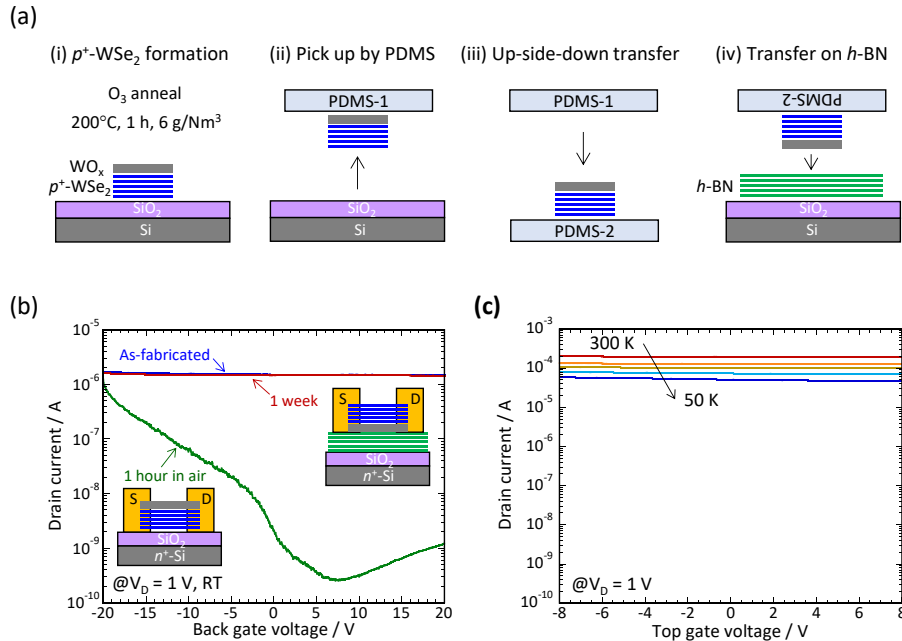 (a)
(i) p⁺-WSe₂ formation
O₃ anneal
200°C, 1 h, 6 g/Nm³
WOₓ
p⁺-WSe₂
SiO₂
Si
(ii) Pick up by PDMS
PDMS-1
SiO₂
Si
(iii) Up-side-down transfer
PDMS-1
PDMS-2
(iv) Transfer on h-BN
PDMS-2
h-BN
SiO₂
Si
(b)
Drain current / A
10⁻⁵
10⁻⁶
10⁻⁷
10⁻⁸
10⁻⁹
10⁻¹⁰
As-fabricated
1 week
1 hour in air
S D
SiO₂
n⁺-Si
S D
SiO₂
n⁺-Si
@V_D = 1 V, RT
-20 -15 -10 -5 0 5 10 15 20
Back gate voltage / V
(c)
Drain current / A
10⁻³
10⁻⁴
10⁻⁵
10⁻⁶
10⁻⁷
10⁻⁸
10⁻⁹
10⁻¹⁰
300 K
50 K
@V_D = 1 V
-8 -6 -4 -2 0 2 4 6 8
Top gate voltage / V